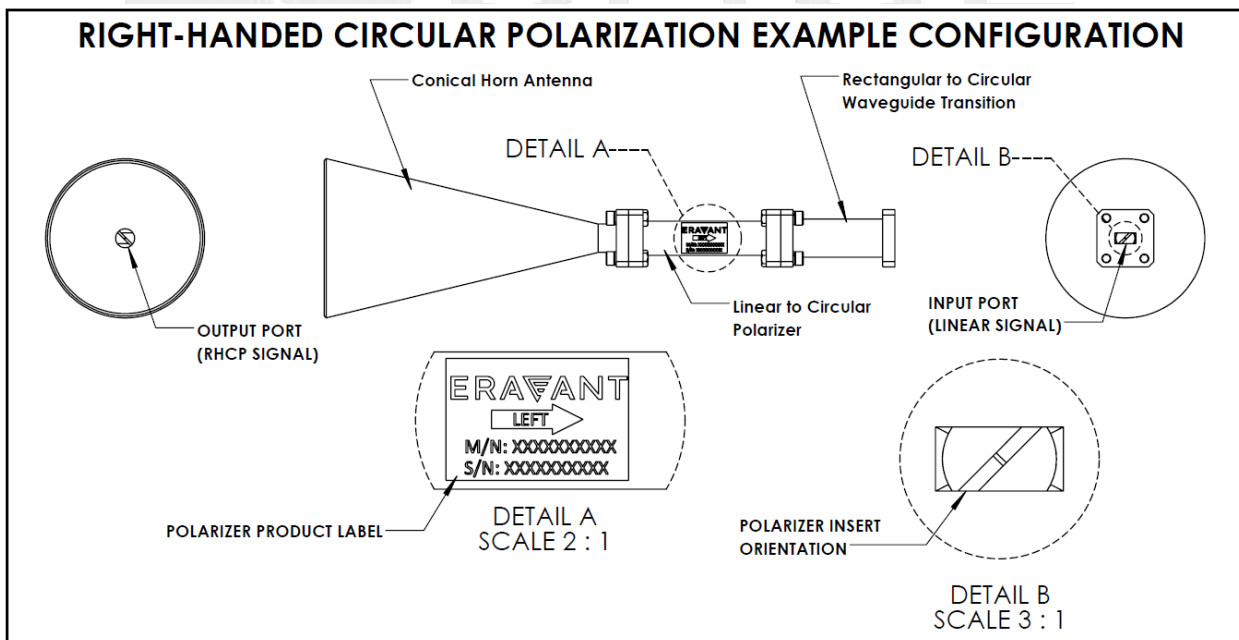 RIGHT-HANDED CIRCULAR POLARIZATION EXAMPLE CONFIGURATION
Conical Horn Antenna
Rectangular to Circular
Waveguide Transition
DETAIL A
DETAIL B
ERAVANT
OUTPUT PORT
(RHCP SIGNAL)
Linear to Circular
Polarizer
INPUT PORT
(LINEAR SIGNAL)
ERAVANT
LEFT
M/N: XXXXXXXXXX
S/N: XXXXXXXXXX
POLARIZER PRODUCT LABEL
DETAIL A
SCALE 2 : 1
POLARIZER INSERT
ORIENTATION
DETAIL B
SCALE 3 : 1